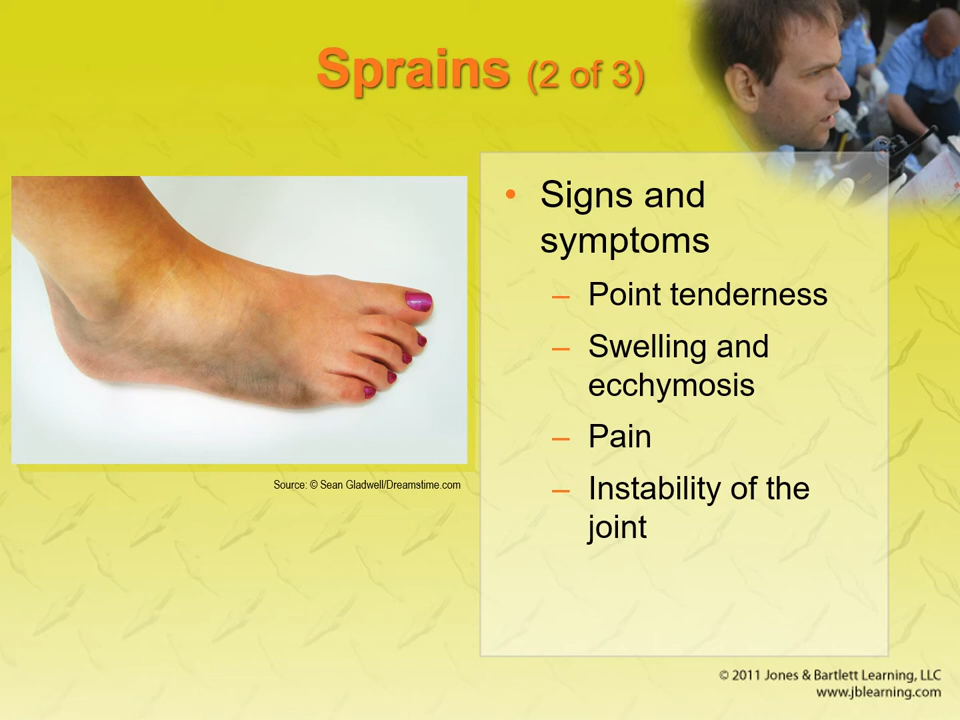 Sprains (2 of 3)
• Signs and
symptoms
– Point tenderness
– Swelling and
ecchymosis
– Pain
– Instability of the
joint
Source: © Sean Gladwell/Dreamstime.com
© 2011 Jones & Bartlett Learning, LLC
www.jblearning.com